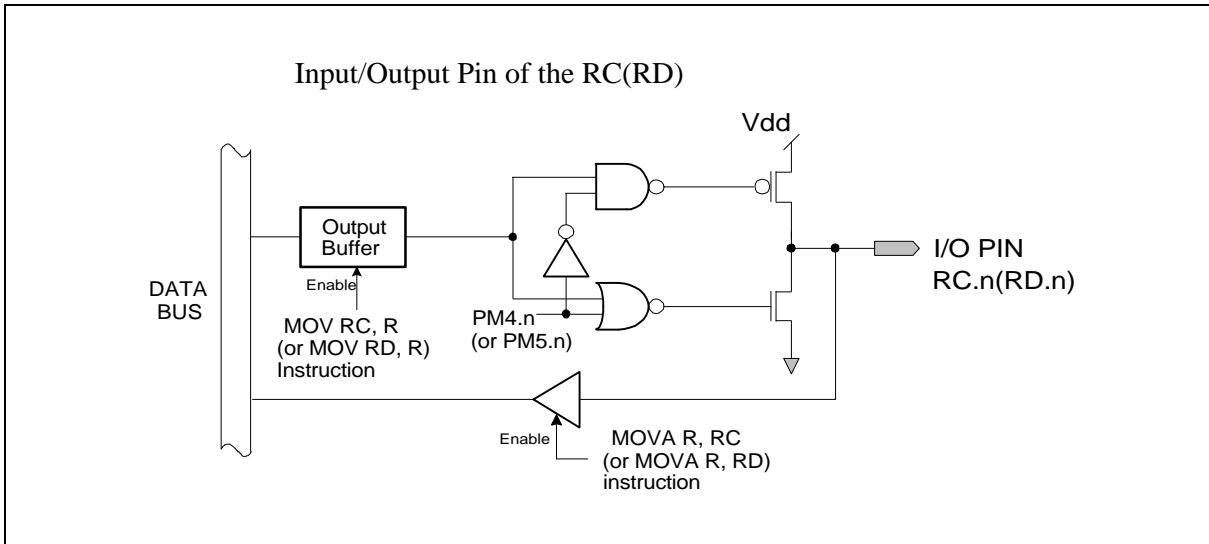 Input/Output Pin of the RC(RD)
Vdd
Output
Buffer
Enable
DATA
BUS
MOV RC, R
(or MOV RD, R)
Instruction
PM4.n
(or PM5.n)
I/O PIN
RC.n(RD.n)
Enable
MOVA R, RC
(or MOVA R, RD)
instruction